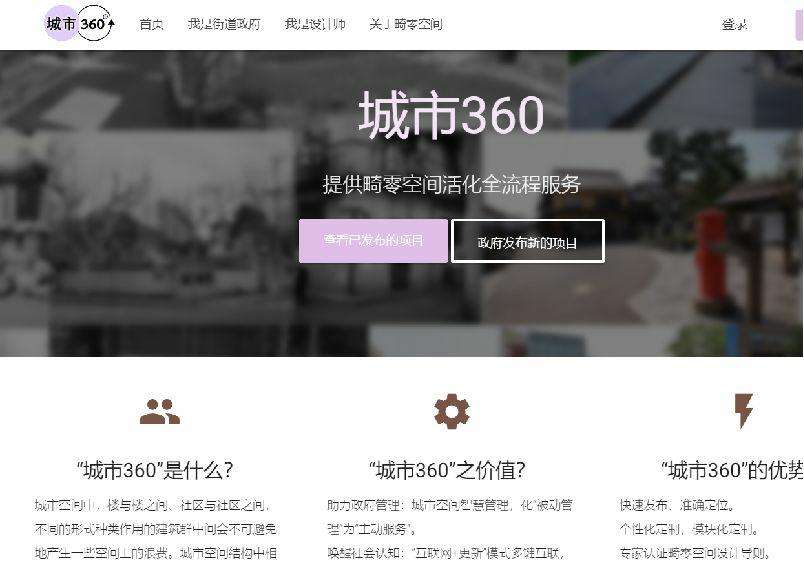 城市360°
首页 我是街道政府 我是设计师 关于畸零空间 登录
城市360
提供畸零空间活化全流程服务
查看已发布的项目 政府发布新的项目
“城市360”是什么？
城市空间中，楼与楼之间、社区与社区之间，
不同的形式种类作用的建筑群中间会不可避免
地产生一些空间上的浪费。城市空间结构中相
“城市360”之价值？
助力政府管理：城市空间智慧管理，化“被动管
理”为“主动服务”。
唤醒社会认知：“互联网+更新”模式多键互联，
“城市360”的优势
快速发布、准确定位。
个性化定制，模块化定制。
专家认证畸零空间设计导则。